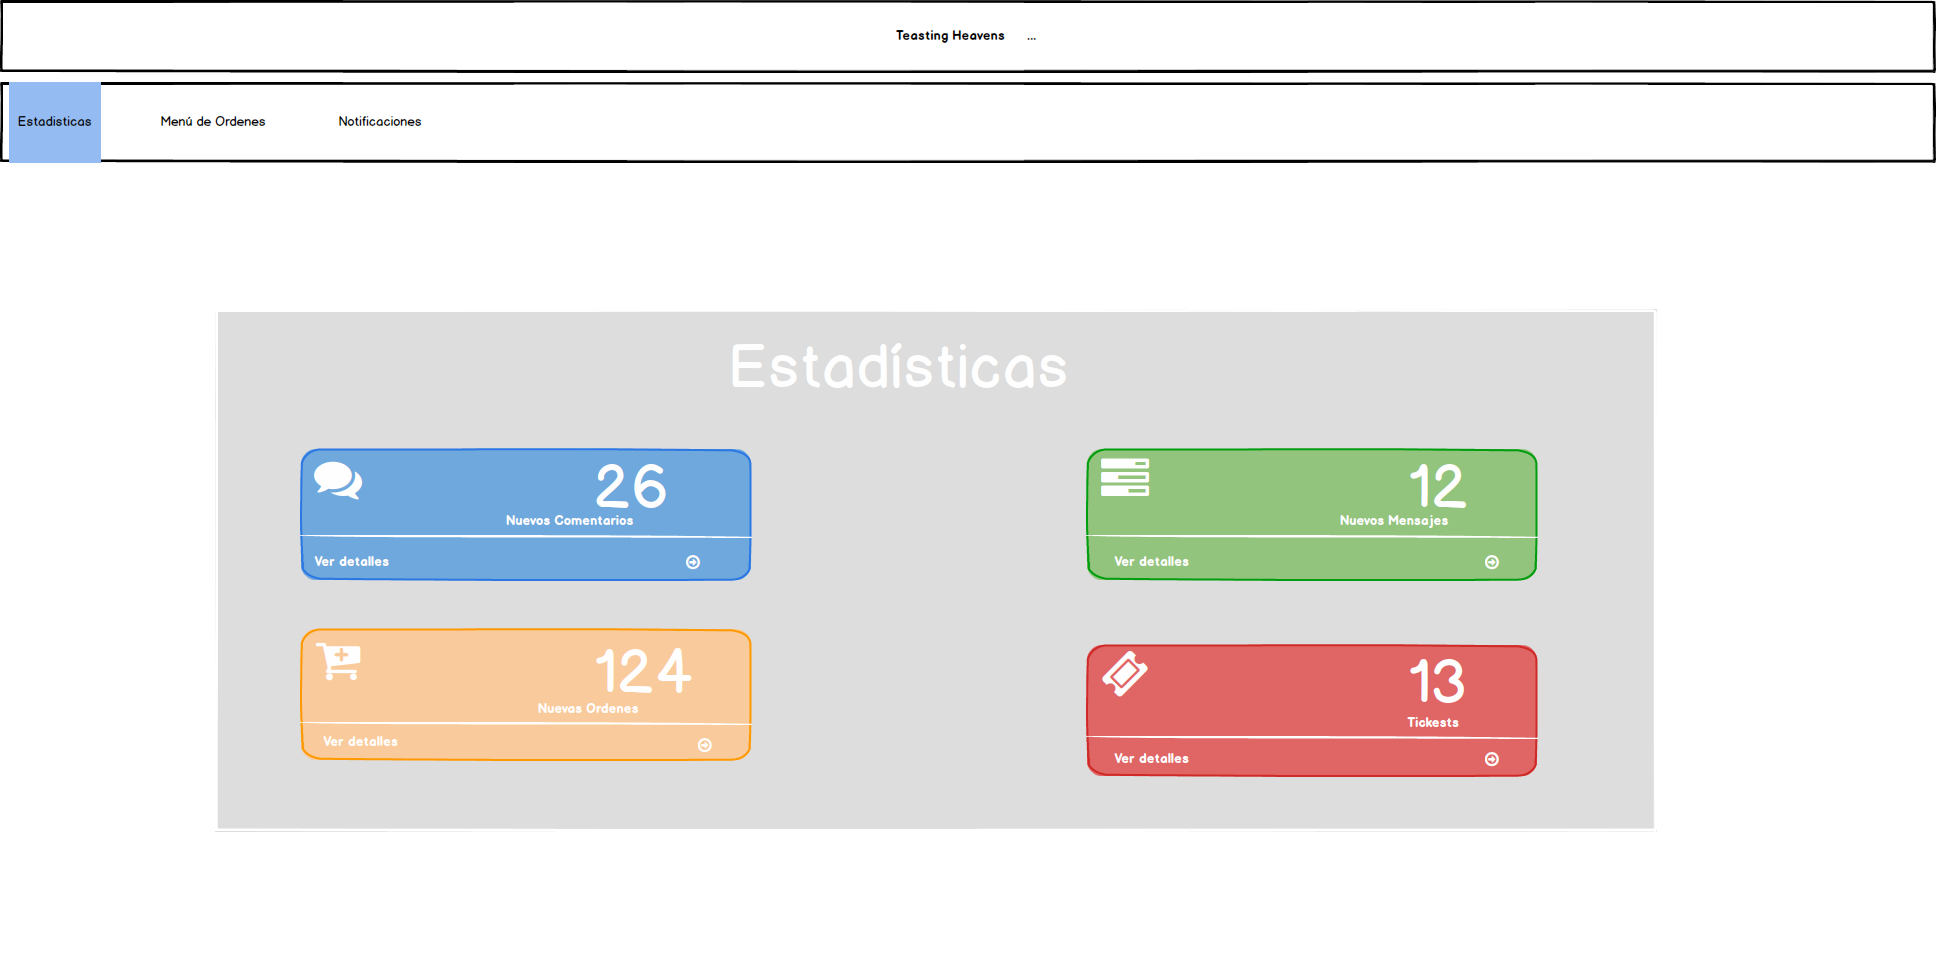 Teasting Heavens ...
Estadisticas Menú de Ordenes Notificaciones
Estadísticas
26
Nuevos Comentarios
Ver detalles
12
Nuevos Mensajes
Ver detalles
124
Nuevas Ordenes
Ver detalles
13
Tickests
Ver detalles